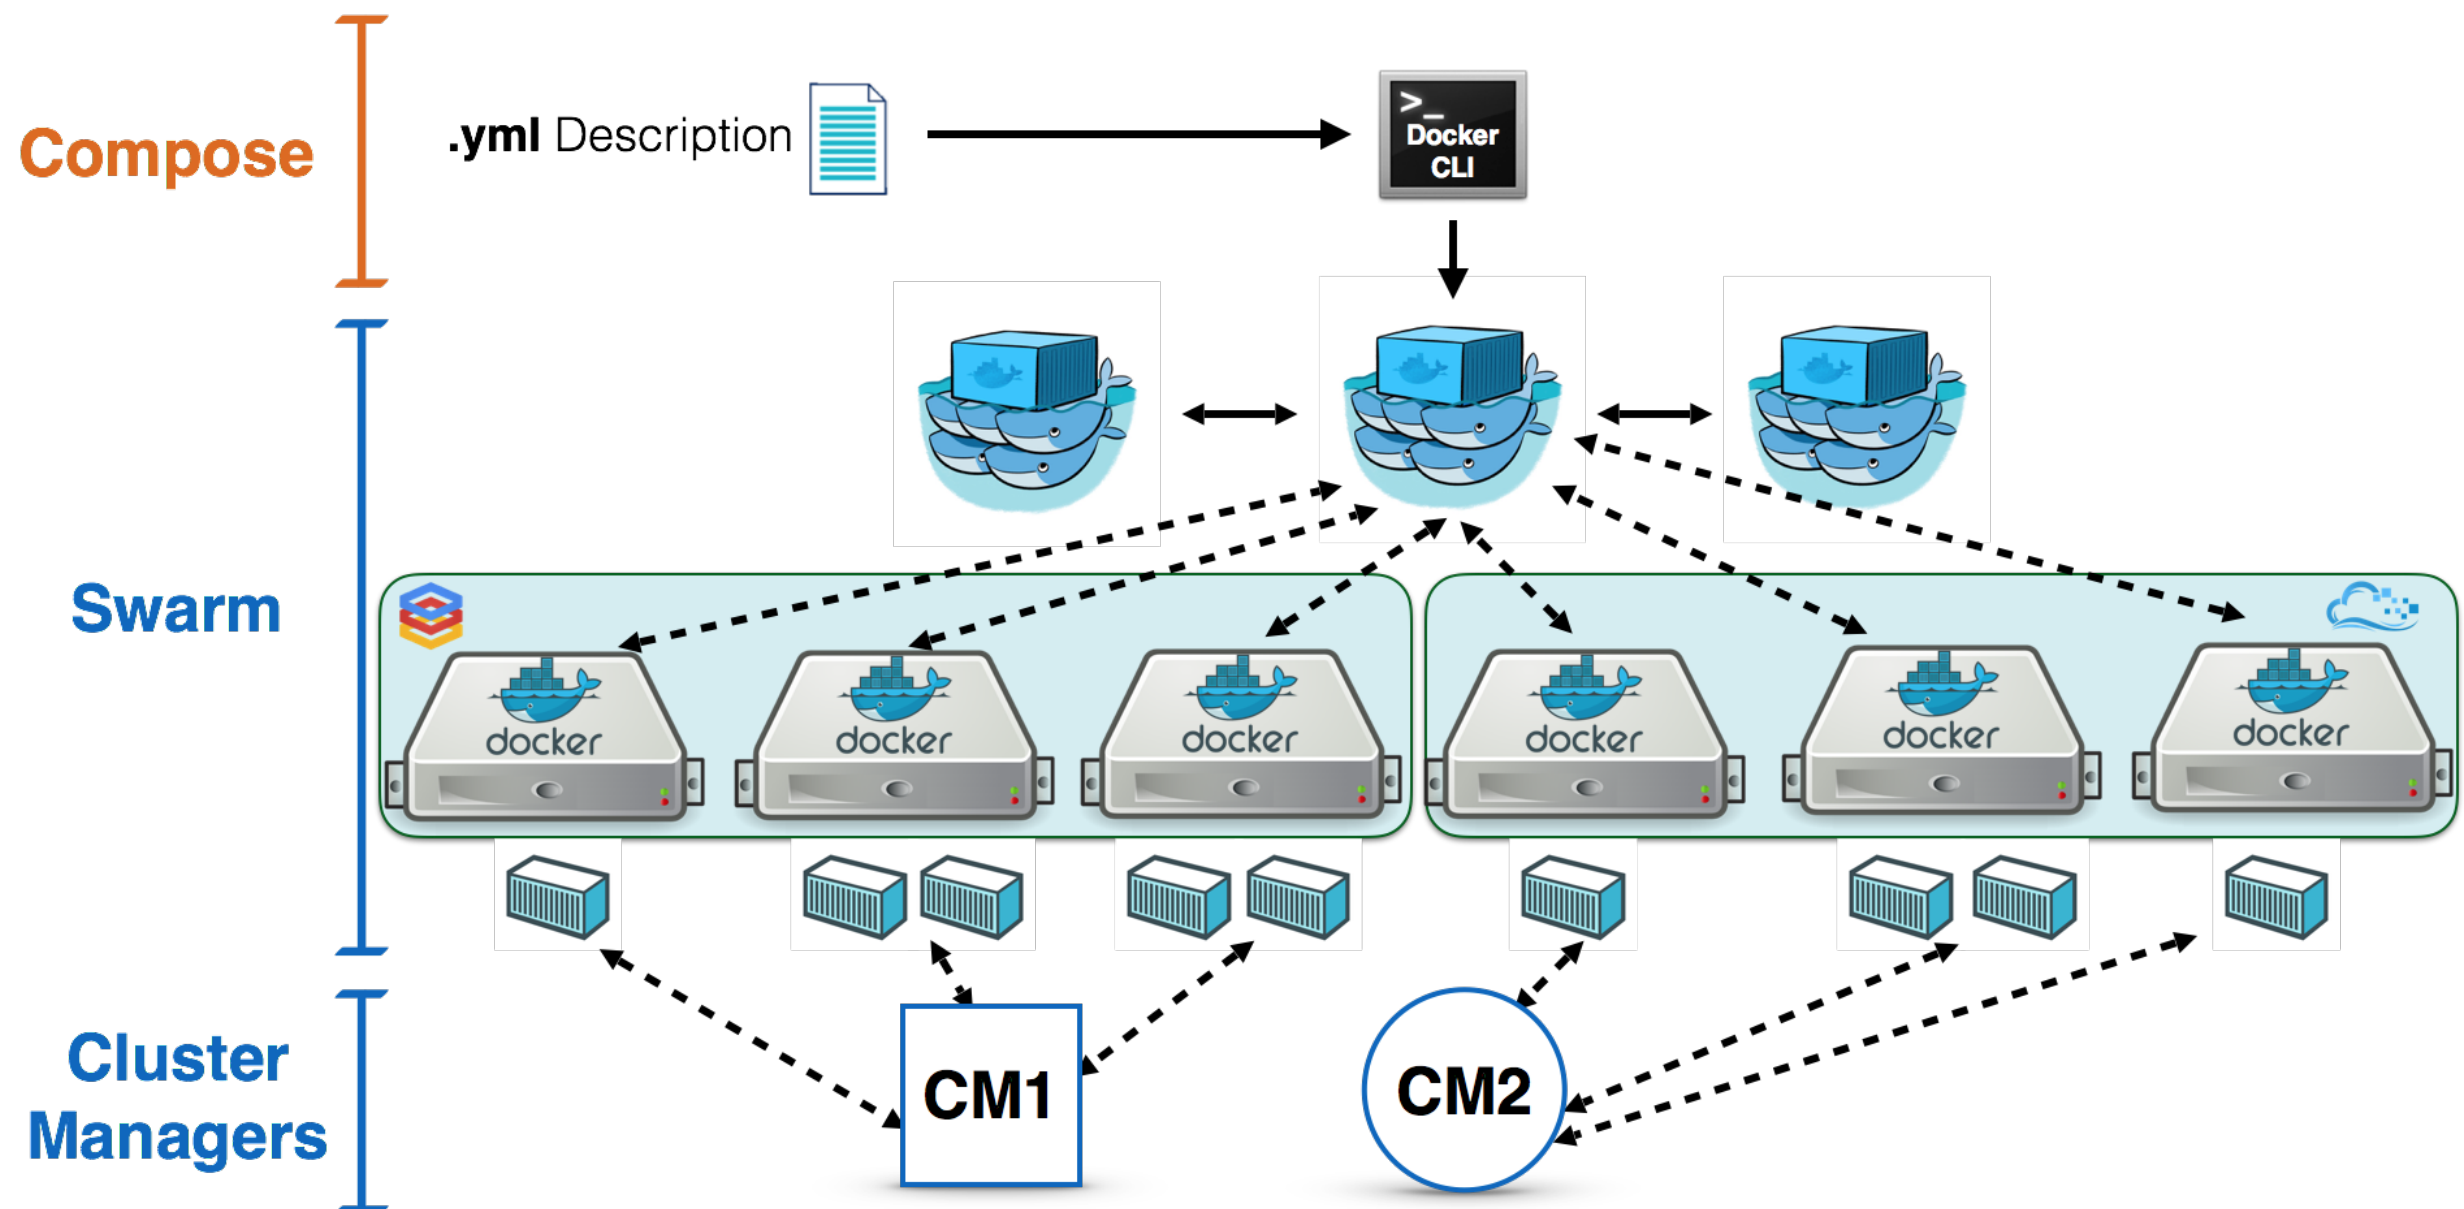 Compose
.yml Description
>_
Docker
CLI
Swarm
docker
docker
docker
docker
docker
docker
Cluster
Managers
CM1
CM2